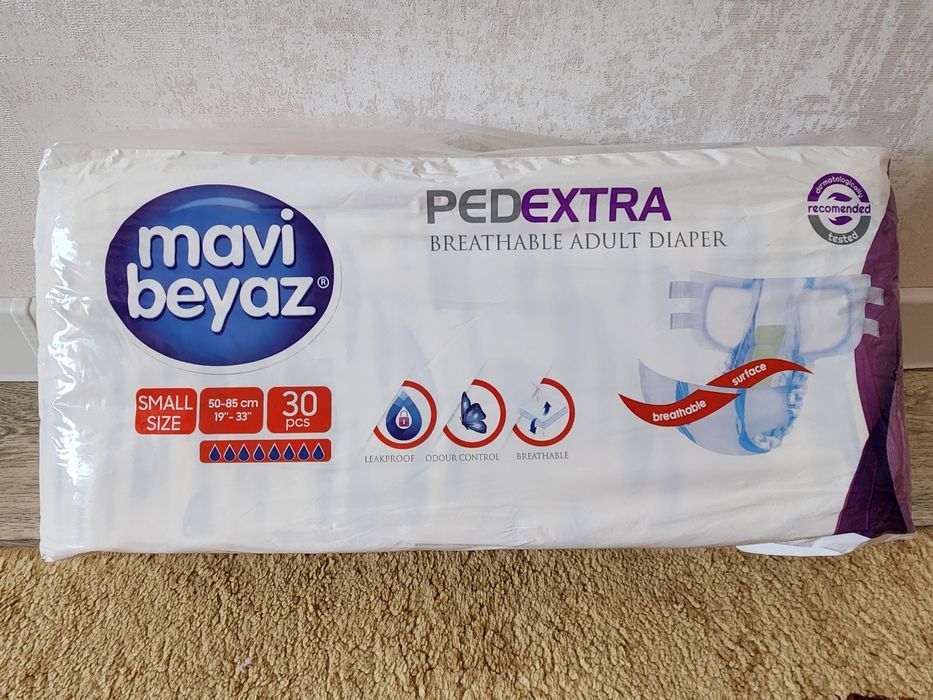 mavi
beyaz®
PEDEXTRA
BREATHABLE ADULT DIAPER
dermatologically
recomended
tested
SMALL
SIZE
50-85 cm
19"- 33"
30
pcs
LEAKPROOF
ODOUR CONTROL
BREATHABLE
breathable
surface